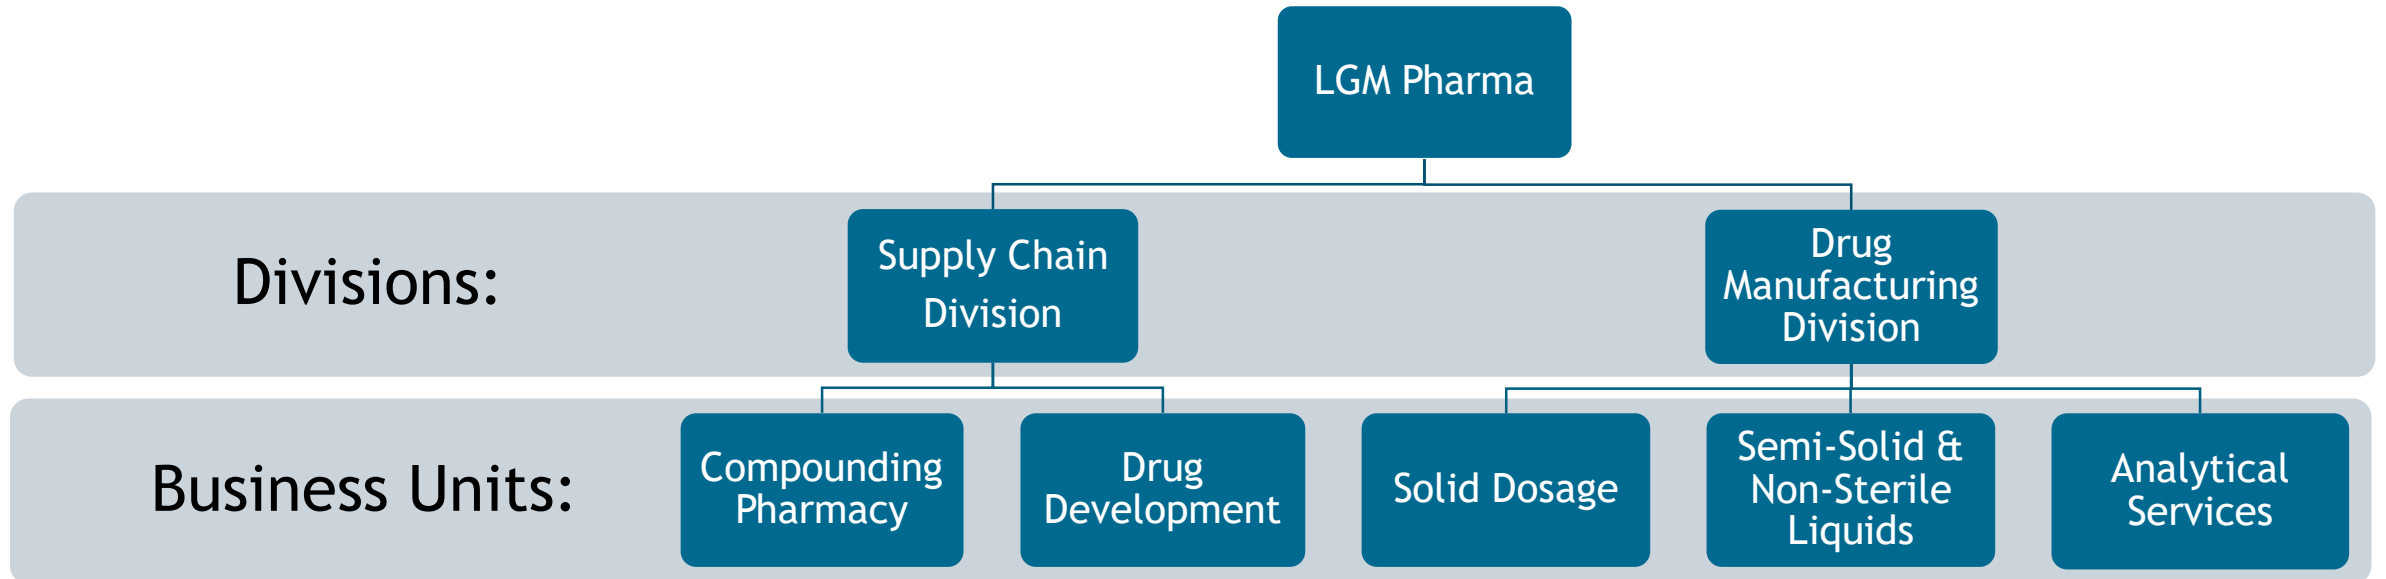 LGM Pharma
Divisions:
Supply Chain
Division
Drug
Manufacturing
Division
Business Units:
Compounding
Pharmacy
Drug
Development
Solid Dosage
Semi-Solid &
Non-Sterile
Liquids
Analytical
Services